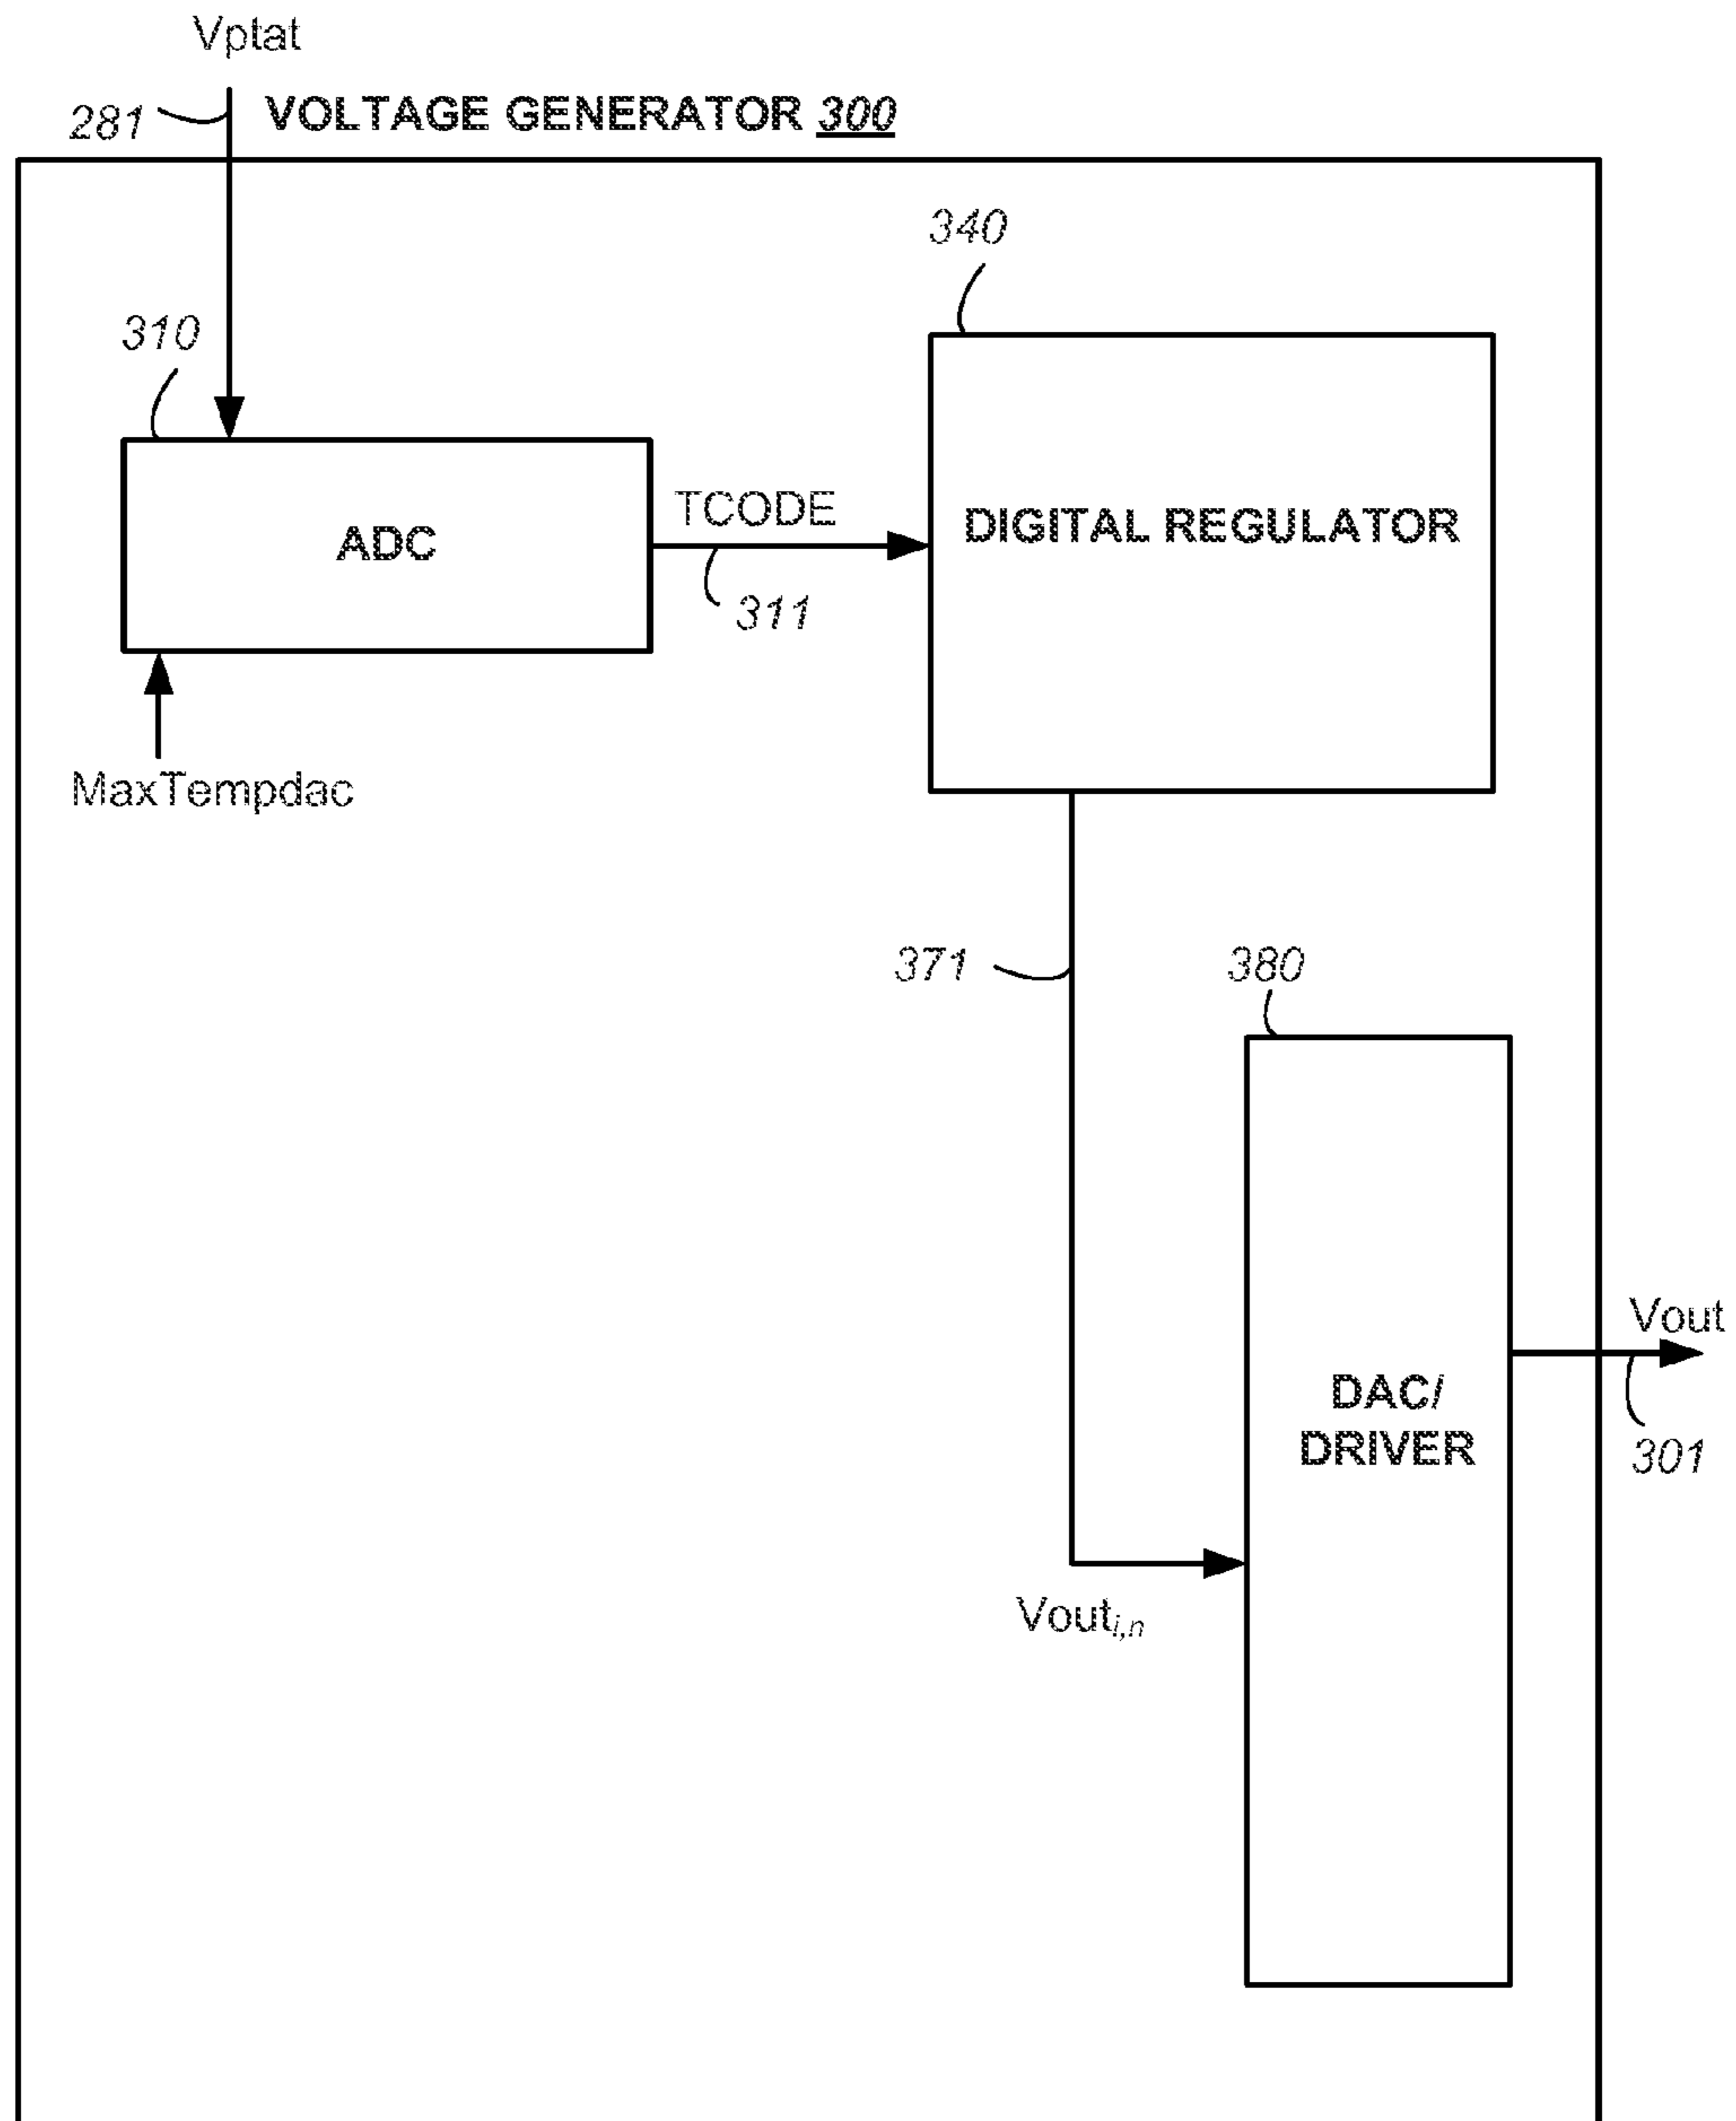 Vptat
281
VOLTAGE GENERATOR 300
340
310
TCODE
DIGITAL REGULATOR
ADC
311
MaxTempdac
371
380
Vout
DAC/
DRIVER
301
Vouti,n